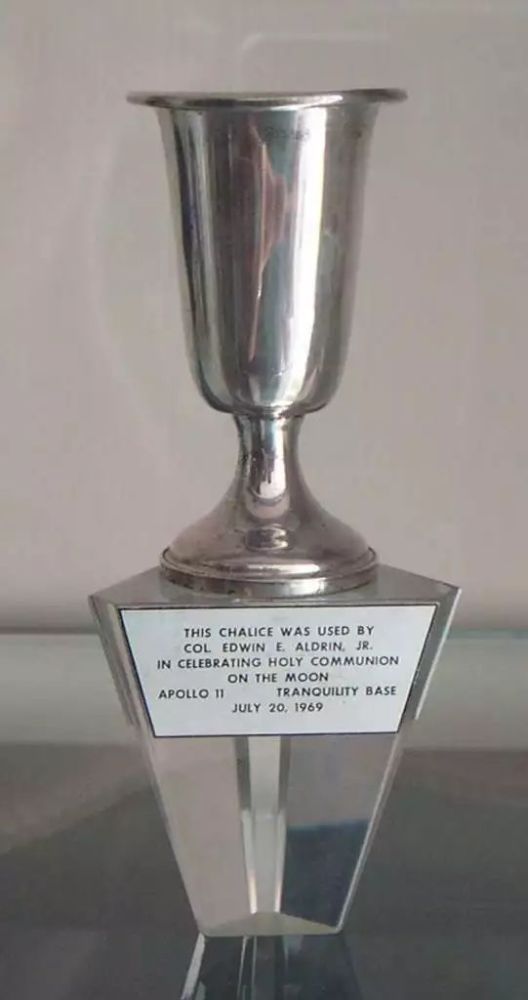 THIS CHALICE WAS USED BY
COL. EDWIN E. ALDRIN, JR.
IN CELEBRATING HOLY COMMUNION
ON THE MOON
APOLLO 11 TRANQUILITY BASE
JULY 20, 1969